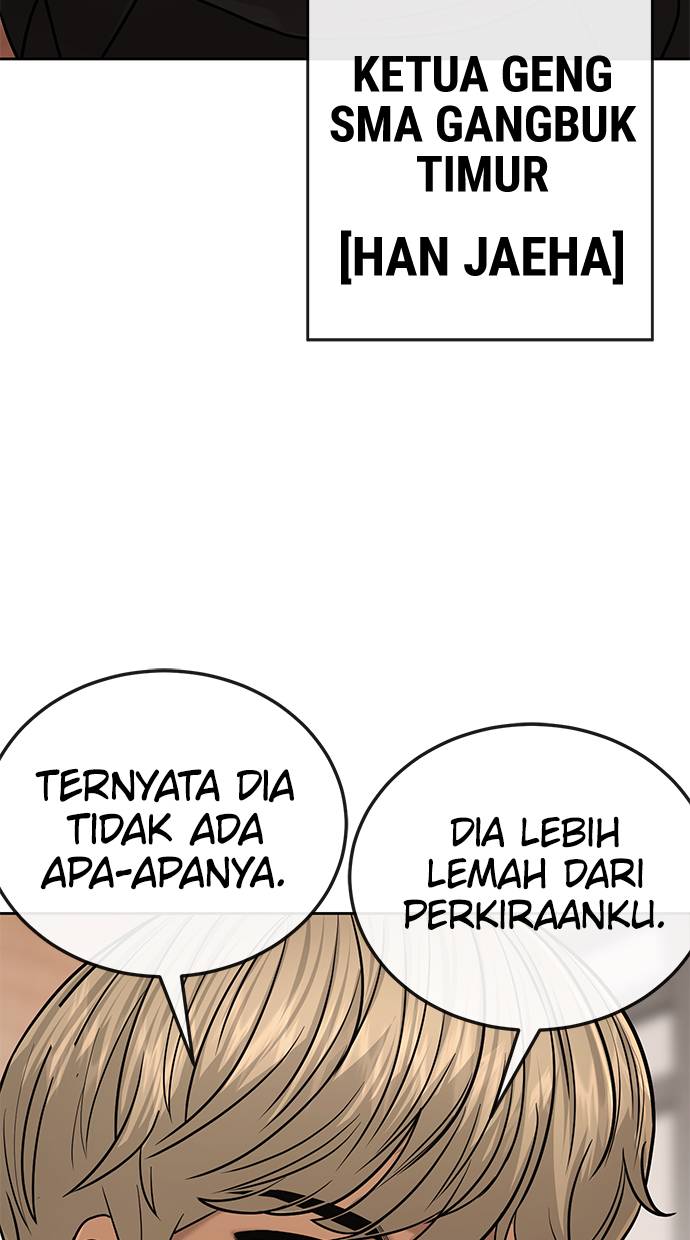 KETUA GENG
SMA GANGBUK
TIMUR
[HAN JAEHA]
TERNYATA DIA
TIDAK ADA
APA-APANYA.
DIA LEBIH
LEMAH DARI
PERKIRAANKU.